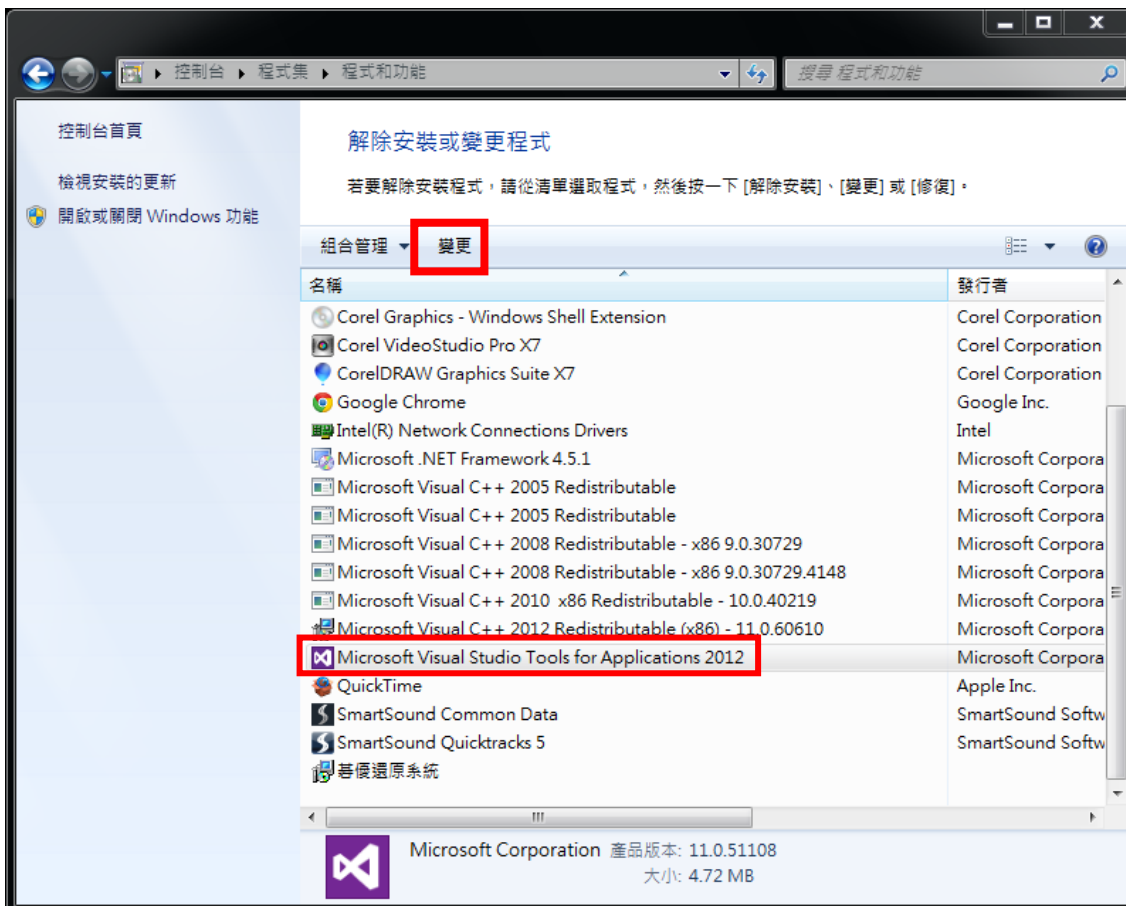 控制台 ▸ 程式集 ▸ 程式和功能
搜尋 程式和功能
控制台首頁
檢視安裝的更新
開啟或關閉 Windows 功能
解除安裝或變更程式
若要解除安裝程式，請從清單選取程式，然後按一下 [解除安裝]、[變更] 或 [修復]。
組合管理 變更
名稱 發行者
Corel Graphics - Windows Shell Extension Corel Corporation
Corel VideoStudio Pro X7 Corel Corporation
CorelDRAW Graphics Suite X7 Corel Corporation
Google Chrome Google Inc.
Intel(R) Network Connections Drivers Intel
Microsoft .NET Framework 4.5.1 Microsoft Corpora
Microsoft Visual C++ 2005 Redistributable Microsoft Corpora
Microsoft Visual C++ 2005 Redistributable Microsoft Corpora
Microsoft Visual C++ 2008 Redistributable - x86 9.0.30729 Microsoft Corpora
Microsoft Visual C++ 2008 Redistributable - x86 9.0.30729.4148 Microsoft Corpora
Microsoft Visual C++ 2010  x86 Redistributable - 10.0.40219 Microsoft Corpora
Microsoft Visual C++ 2012 Redistributable (x86) - 11.0.60610 Microsoft Corpora
Microsoft Visual Studio Tools for Applications 2012 Microsoft Corpora
QuickTime Apple Inc.
SmartSound Common Data SmartSound Softw
SmartSound Quicktracks 5 SmartSound Softw
碁優還原系統
Microsoft Corporation 產品版本: 11.0.51108
大小: 4.72 MB